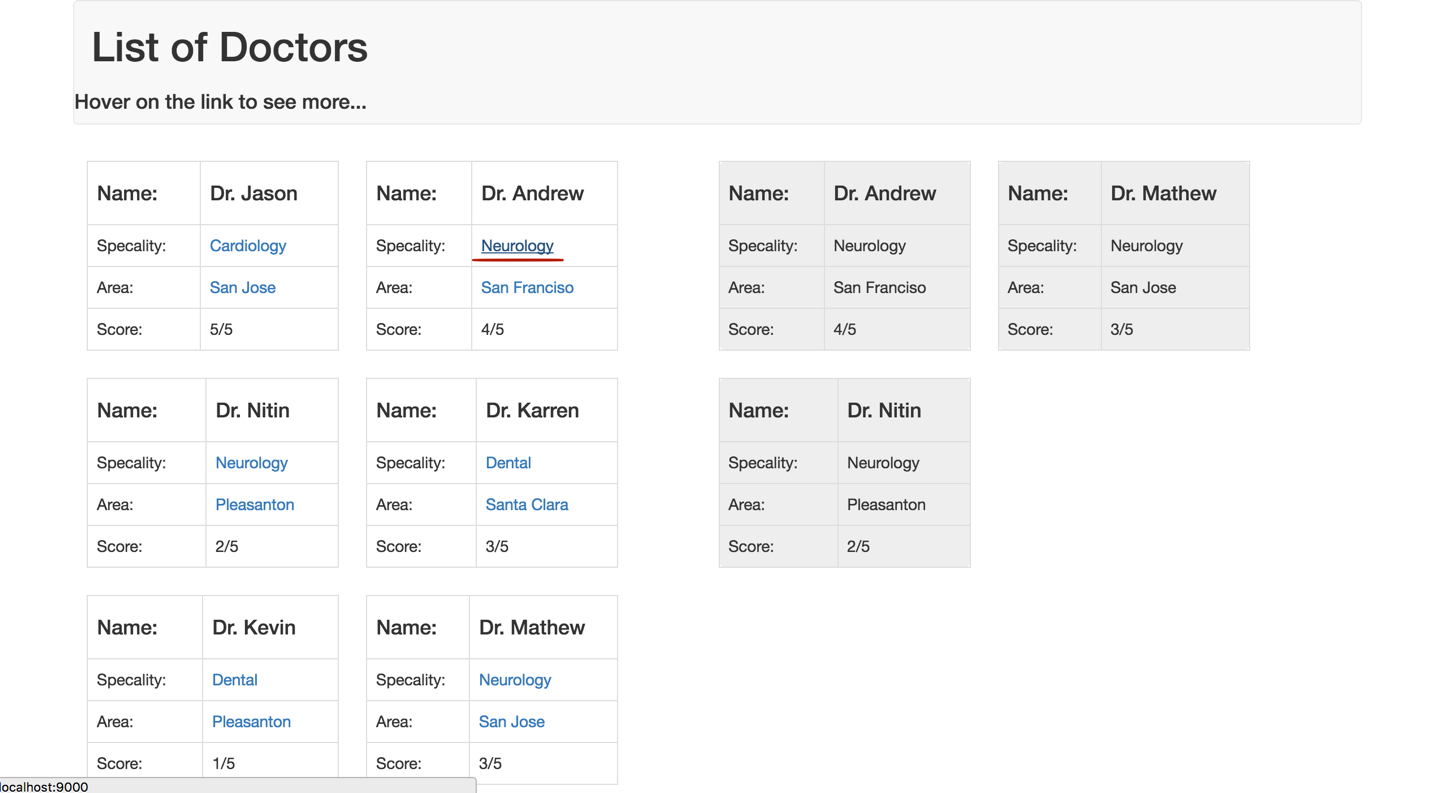 List of Doctors
Hover on the link to see more...
Name: Dr. Jason
Specality: Cardiology
Area: San Jose
Score: 5/5
Name: Dr. Andrew
Specality: Neurology
Area: San Franciso
Score: 4/5
Name: Dr. Nitin
Specality: Neurology
Area: Pleasanton
Score: 2/5
Name: Dr. Karren
Specality: Dental
Area: Santa Clara
Score: 3/5
Name: Dr. Kevin
Specality: Dental
Area: Pleasanton
Score: 1/5
Name: Dr. Mathew
Specality: Neurology
Area: San Jose
Score: 3/5
Name: Dr. Andrew
Specality: Neurology
Area: San Franciso
Score: 4/5
Name: Dr. Mathew
Specality: Neurology
Area: San Jose
Score: 3/5
Name: Dr. Nitin
Specality: Neurology
Area: Pleasanton
Score: 2/5
localhost:9000